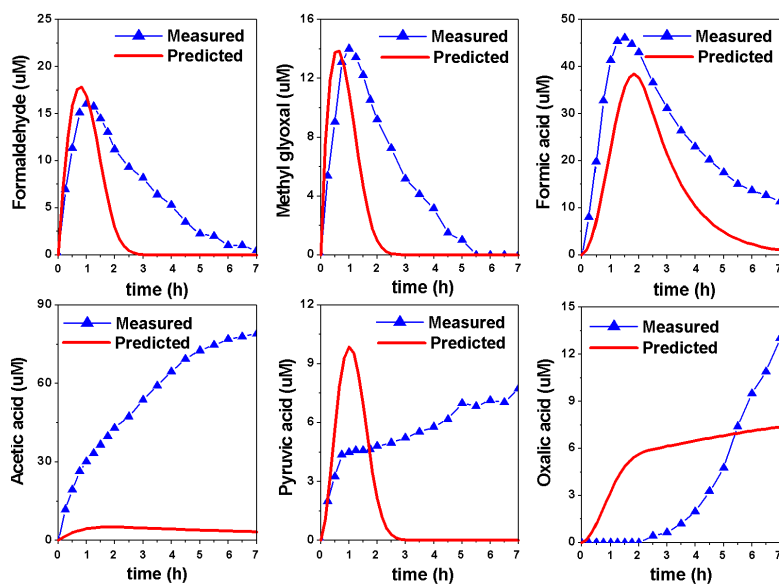 Formaldehyde (uM)
25
20
15
10
5
0
Measured
Predicted
0 1 2 3 4 5 6 7
time (h)
Methyl glyoxal (uM)
16
12
8
4
0
Measured
Predicted
0 1 2 3 4 5 6 7
time (h)
Formic acid (uM)
50
40
30
20
10
0
Measured
Predicted
0 1 2 3 4 5 6 7
time (h)
Acetic acid (uM)
90
60
30
0
Measured
Predicted
0 1 2 3 4 5 6 7
time (h)
Pyruvic acid (uM)
12
9
6
3
0
Measured
Predicted
0 1 2 3 4 5 6 7
time (h)
Oxalic acid (uM)
15
12
9
6
3
0
Measured
Predicted
0 1 2 3 4 5 6 7
time (h)